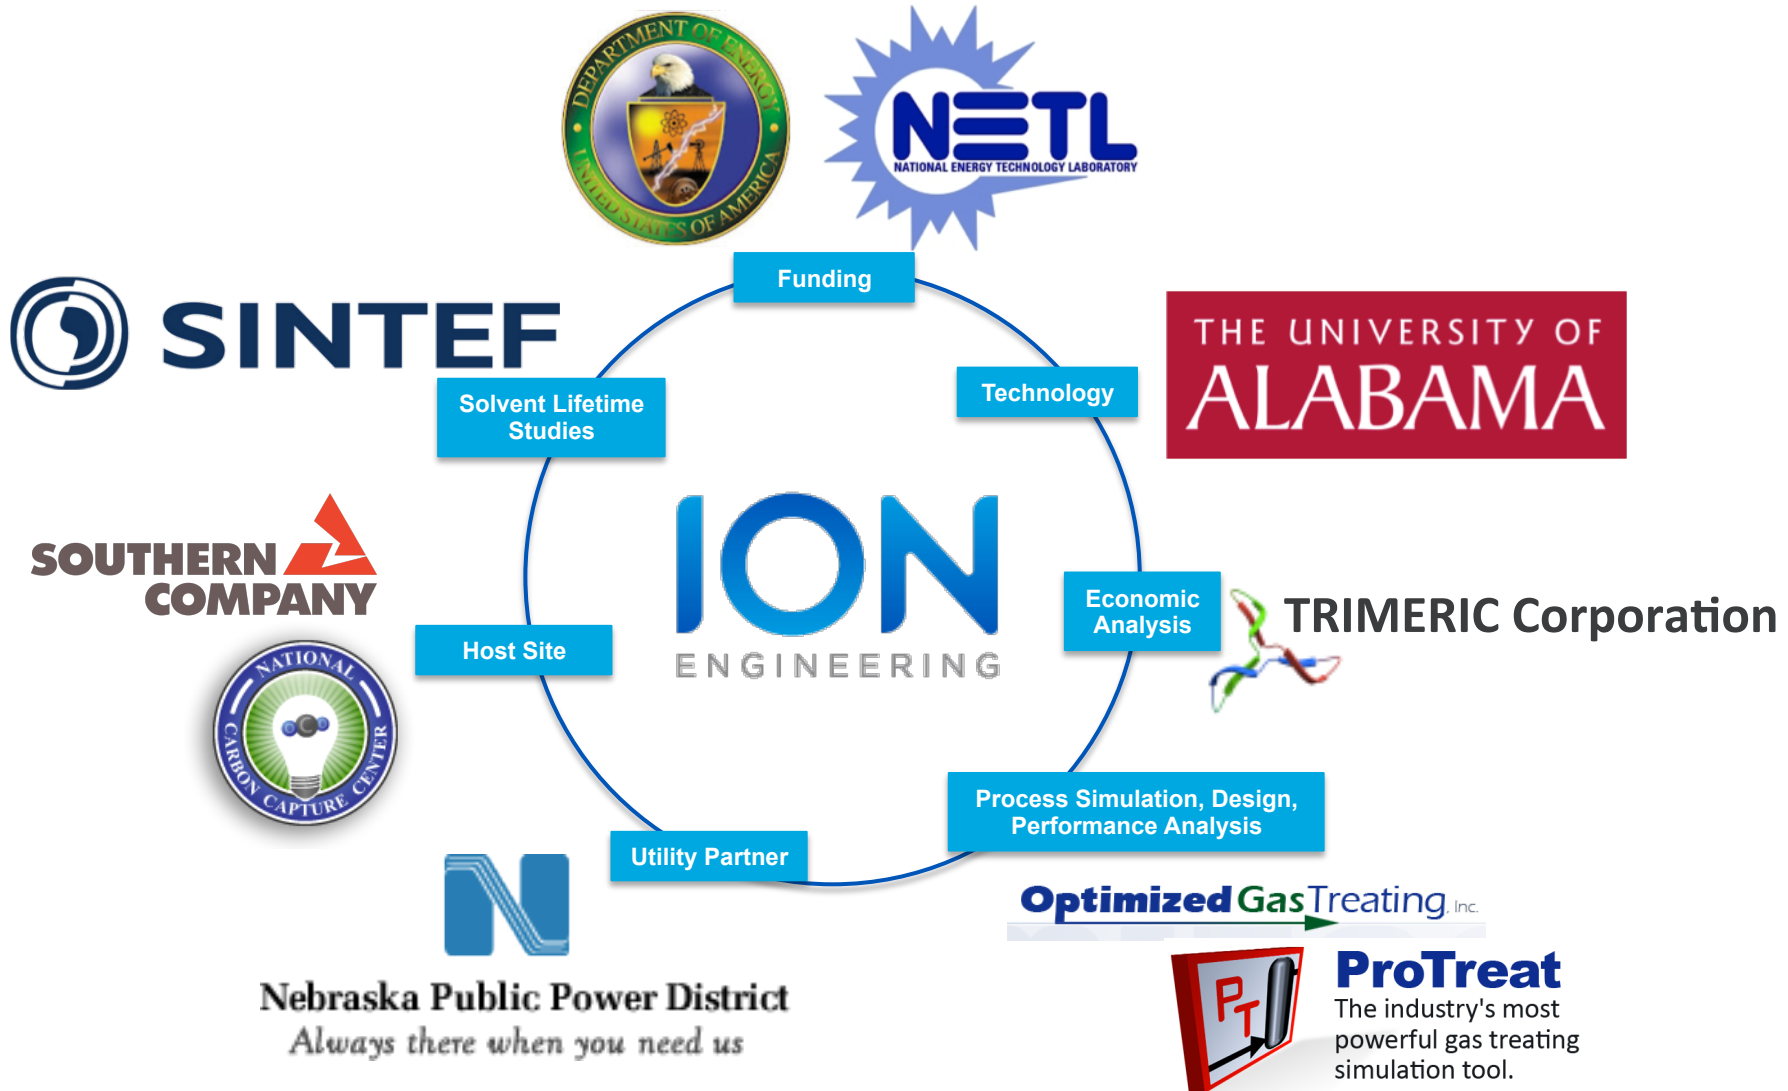 DEPARTMENT OF ENERGY
UNITED STATES OF AMERICA
NETL
NATIONAL ENERGY TECHNOLOGY LABORATORY
Funding
SINTEF
THE UNIVERSITY OF
ALABAMA
Technology
Solvent Lifetime
Studies
ION
ENGINEERING
SOUTHERN
COMPANY
Economic
Analysis
TRIMERIC Corporation
Host Site
NATIONAL
CARBON CAPTURE CENTER
Process Simulation, Design,
Performance Analysis
Utility Partner
N
Nebraska Public Power District
Always there when you need us
Optimized Gas Treating, Inc.
PT
ProTreat
The industry's most
powerful gas treating
simulation tool.